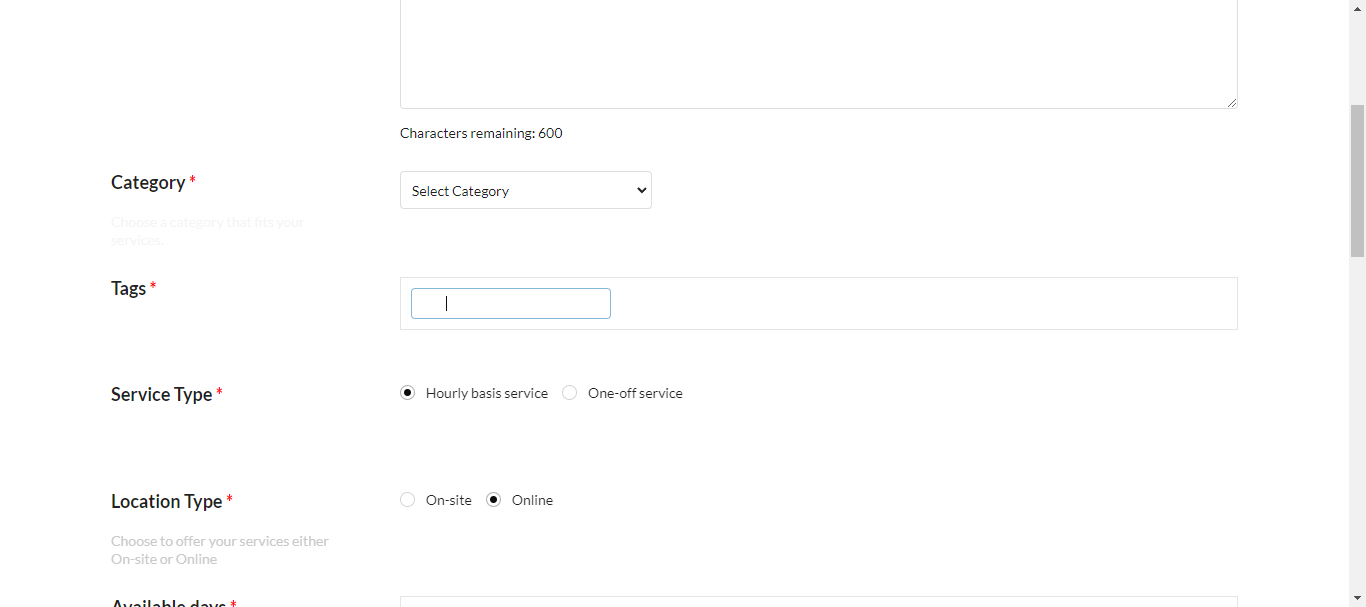 Characters remaining: 600
Category *
Select Category
Choose a category that fits your
services.
Tags *
Service Type *
Hourly basis service
One-off service
Location Type *
On-site
Online
Choose to offer your services either
On-site or Online
Available days *